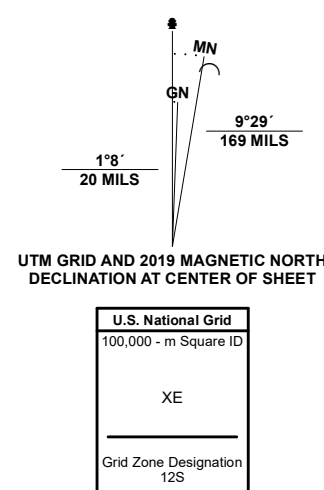 MN
GN
9°29´
169 MILS
1°8´
20 MILS
UTM GRID AND 2019 MAGNETIC NORTH
DECLINATION AT CENTER OF SHEET
U.S. National Grid
100,000 - m Square ID
XE
Grid Zone Designation
12S